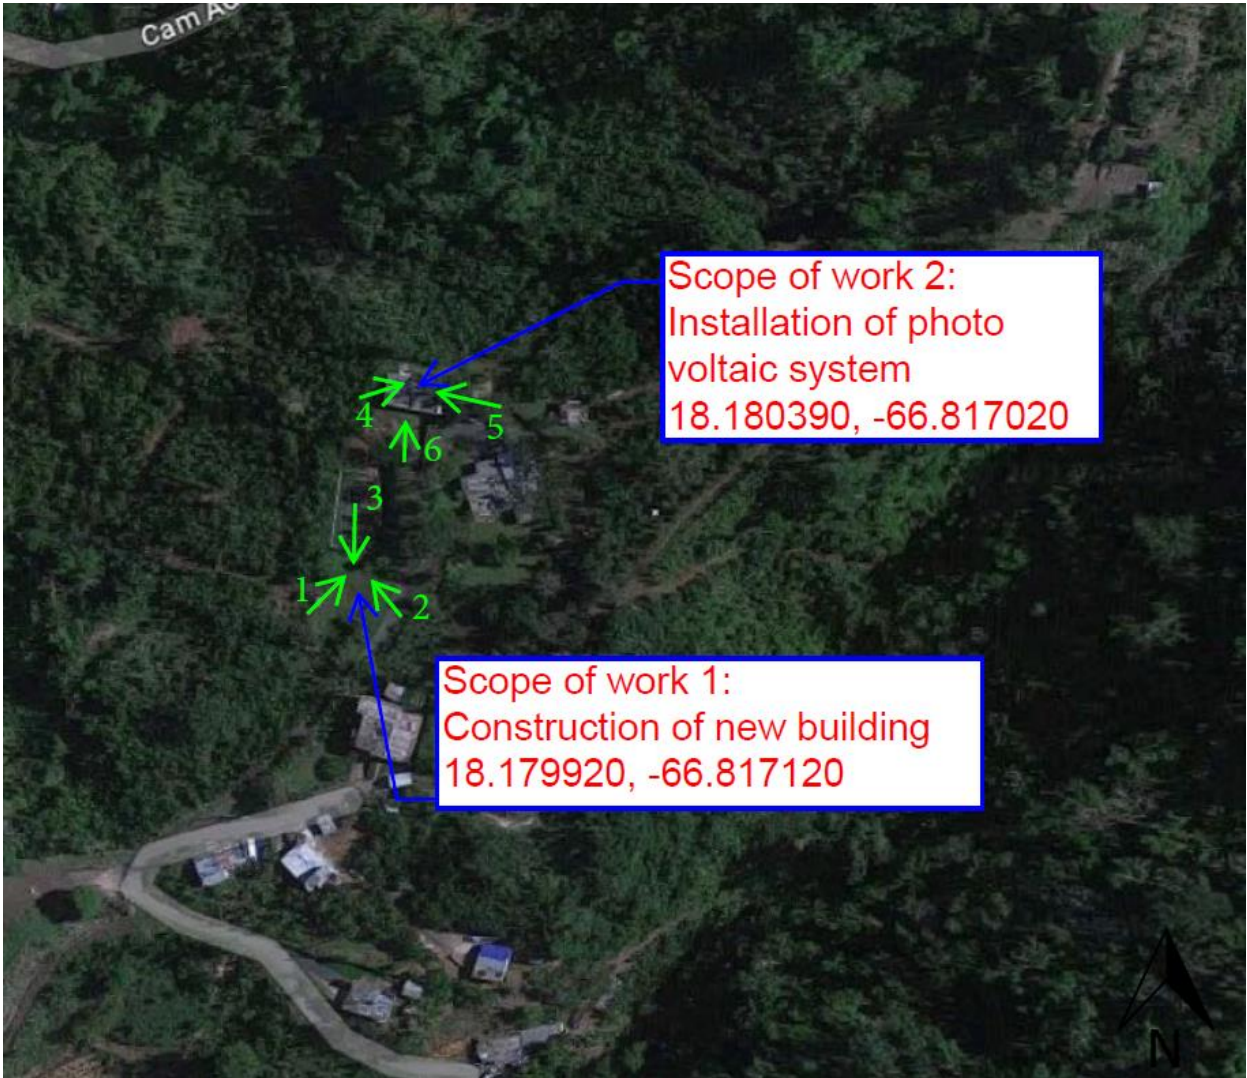 Cam
Scope of work 2:
Installation of photo
voltaic system
18.180390, -66.817020
4
5
6
3
1
2
Scope of work 1:
Construction of new building
18.179920, -66.817120
N